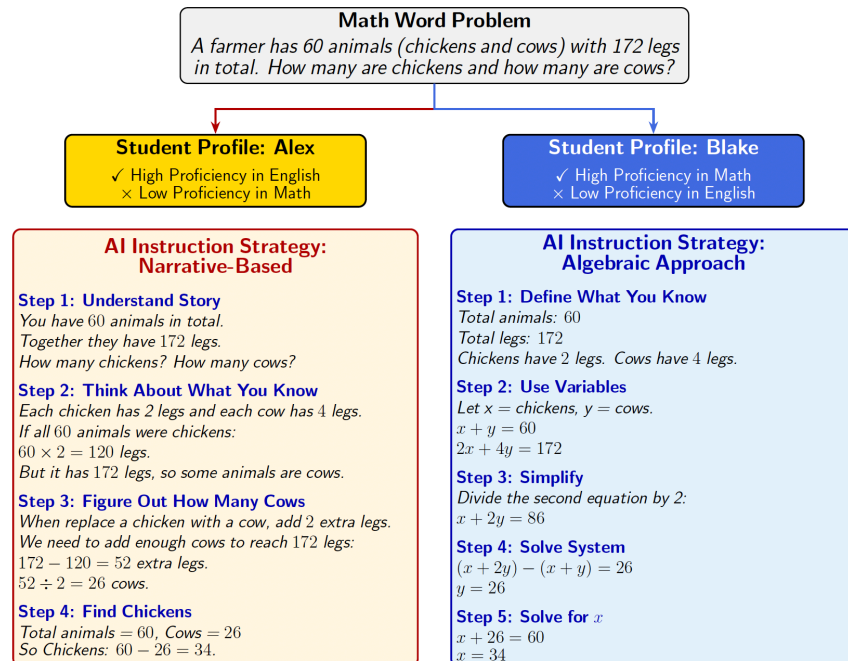 Math Word Problem
A farmer has 60 animals (chickens and cows) with 172 legs
in total. How many are chickens and how many are cows?
Student Profile: Alex
✓ High Proficiency in English
× Low Proficiency in Math
Student Profile: Blake
✓ High Proficiency in Math
× Low Proficiency in English
AI Instruction Strategy:
Narrative-Based
Step 1: Understand Story
You have 60 animals in total.
Together they have 172 legs.
How many chickens? How many cows?
Step 2: Think About What You Know
Each chicken has 2 legs and each cow has 4 legs.
If all 60 animals were chickens:
60 × 2 = 120 legs.
But it has 172 legs, so some animals are cows.
Step 3: Figure Out How Many Cows
When replace a chicken with a cow, add 2 extra legs.
We need to add enough cows to reach 172 legs:
172 − 120 = 52 extra legs.
52 ÷ 2 = 26 cows.
Step 4: Find Chickens
Total animals = 60, Cows = 26
So Chickens: 60 − 26 = 34.
AI Instruction Strategy:
Algebraic Approach
Step 1: Define What You Know
Total animals: 60
Total legs: 172
Chickens have 2 legs. Cows have 4 legs.
Step 2: Use Variables
Let x = chickens, y = cows.
x + y = 60
2x + 4y = 172
Step 3: Simplify
Divide the second equation by 2:
x + 2y = 86
Step 4: Solve System
(x + 2y) − (x + y) = 26
y = 26
Step 5: Solve for x
x + 26 = 60
x = 34